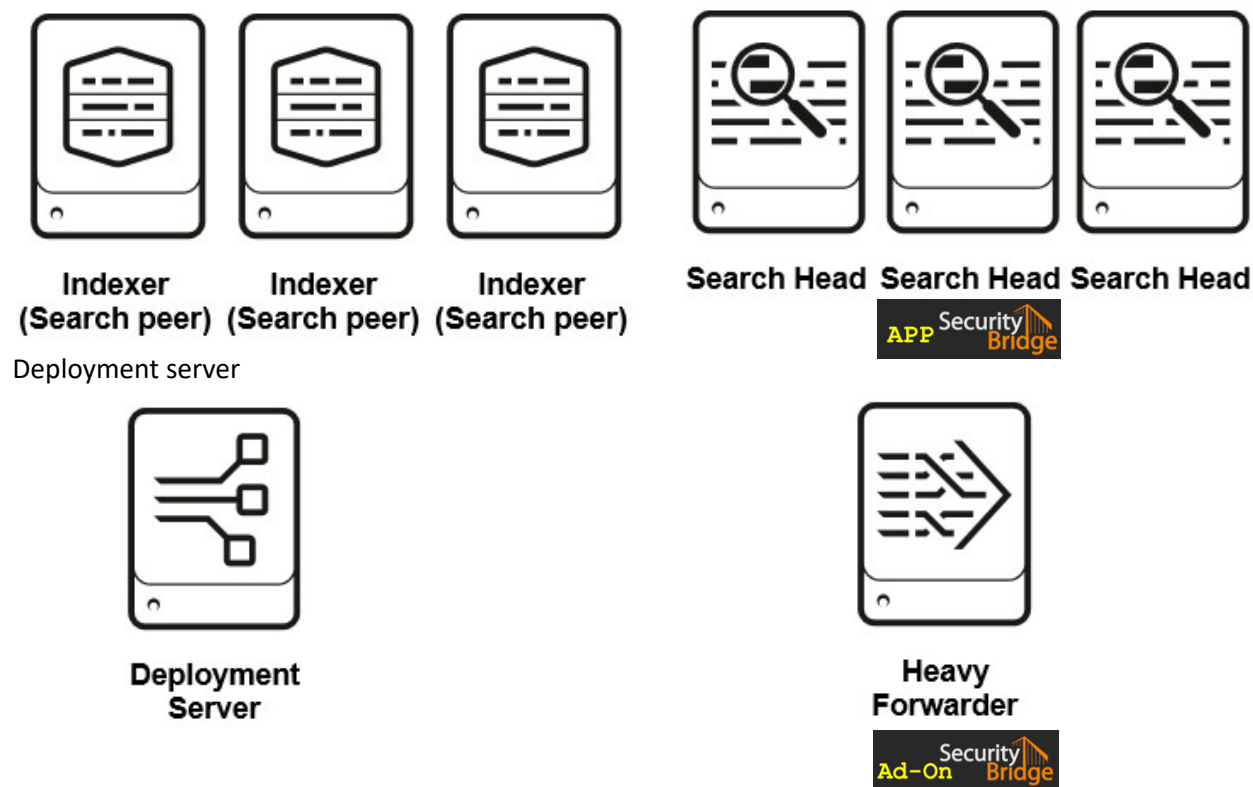 Indexer
(Search peer)
Indexer
(Search peer)
Indexer
(Search peer)
Search Head
Search Head
Search Head
APP Security
Bridge
Deployment server
Deployment
Server
Heavy
Forwarder
Ad-On Security
Bridge